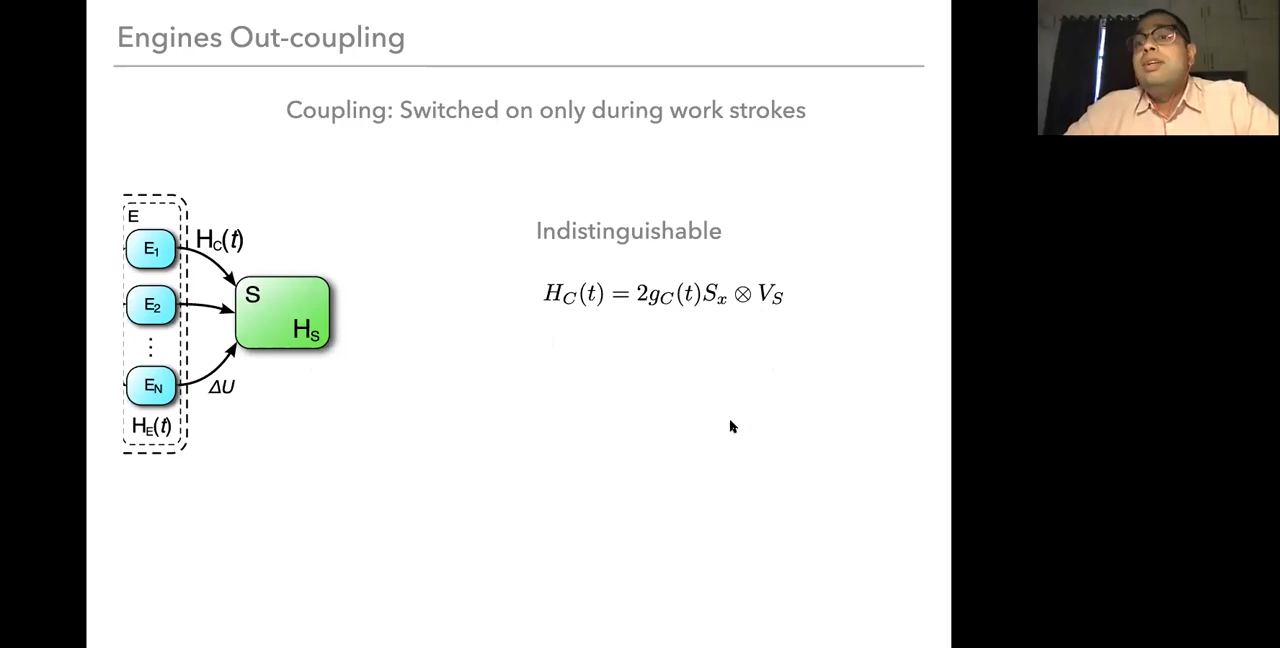 Engines Out-coupling
Coupling: Switched on only during work strokes
E
E₁
H_C(t)
E₂
S
H_S
⋮
E_N
ΔU
H_E(t)
Indistinguishable
H_C(t) = 2g_C(t)S_x ⊗ V_S